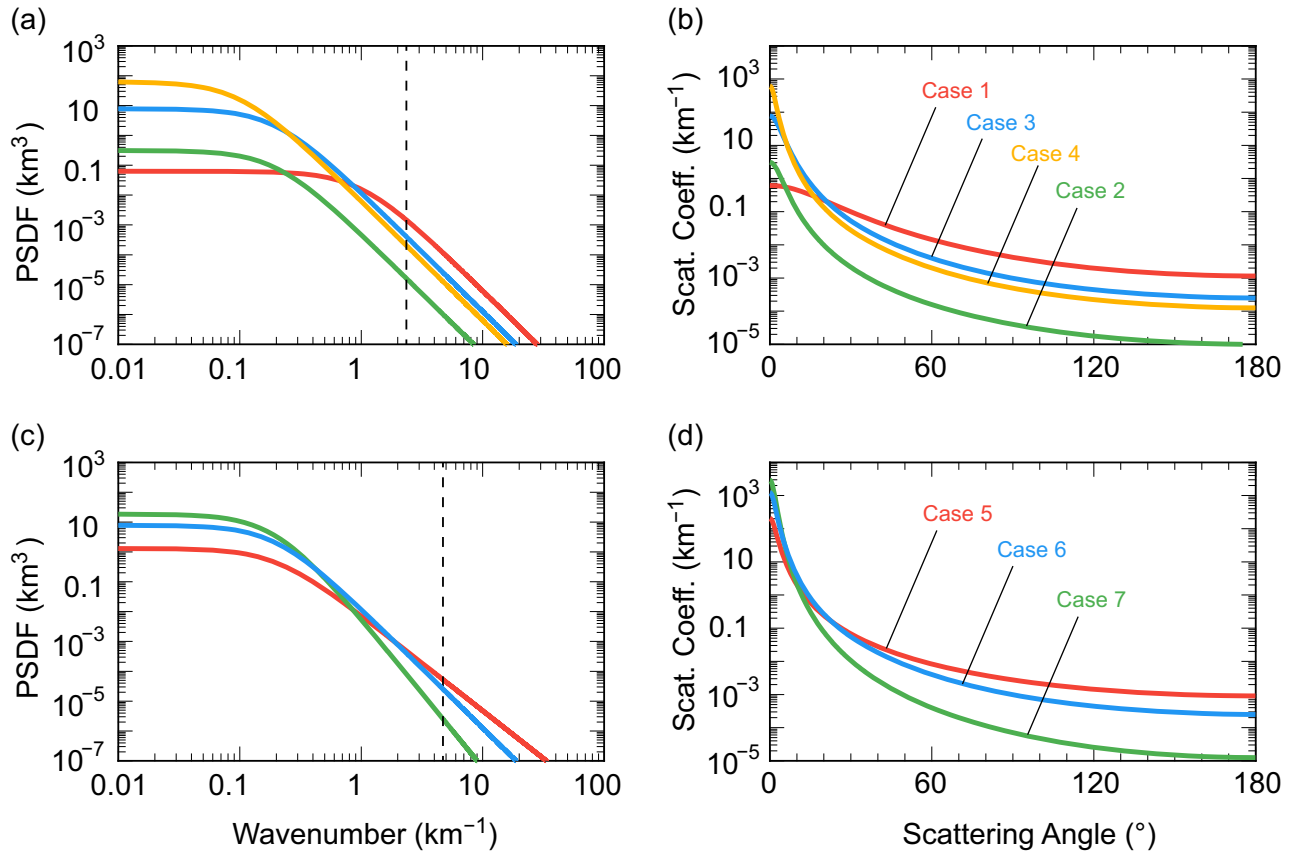 (a)
PSDF (km³)
10³
10
0.1
10⁻³
10⁻⁵
10⁻⁷
0.01
0.1
1
10
100
(b)
Scat. Coeff. (km⁻¹)
10³
10
0.1
10⁻³
10⁻⁵
0
60
120
180
Case 1
Case 3
Case 4
Case 2
(c)
PSDF (km³)
10³
10
0.1
10⁻³
10⁻⁵
10⁻⁷
0.01
0.1
1
10
100
Wavenumber (km⁻¹)
(d)
Scat. Coeff. (km⁻¹)
10³
10
0.1
10⁻³
10⁻⁵
0
60
120
180
Case 5
Case 6
Case 7
Scattering Angle (°)